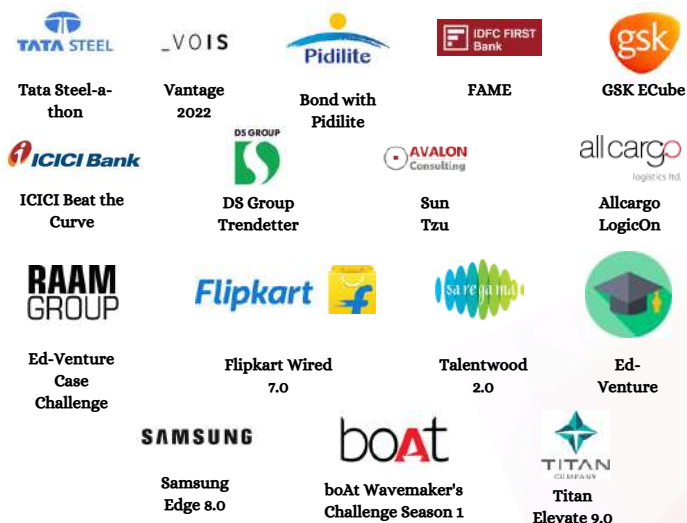 TATA STEEL
_VOIS
Pidilite
IDFC FIRST
Bank
gsk
Tata Steel-a-
thon
Vantage
2022
Bond with
Pidilite
FAME
GSK ECube
ICICI Bank
DS GROUP
AVALON
Consulting
allcargo
logistics ltd.
ICICI Beat the
Curve
DS Group
Trendetter
Sun
Tzu
Allcargo
LogicOn
RAAM
GROUP
Flipkart
saregama
Ed-Venture
Case
Challenge
Flipkart Wired
7.0
Talentwood
2.0
Ed-
Venture
SAMSUNG
boAt
TITAN
COMPANY
Samsung
Edge 8.0
boAt Wavemaker's
Challenge Season 1
Titan
Elevate 9.0